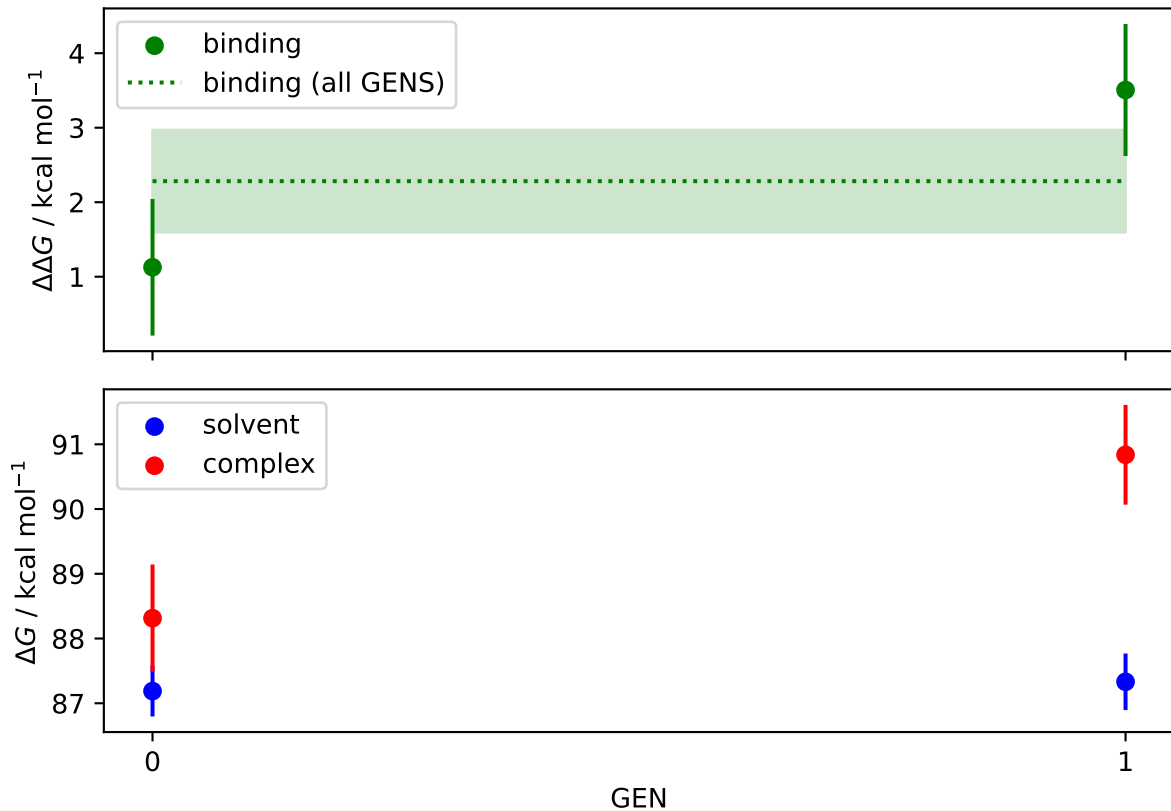 binding
binding (all GENS)
4
3
2
1
ΔΔG / kcal mol⁻¹
solvent
complex
91
90
89
88
87
ΔG / kcal mol⁻¹
0 1
GEN